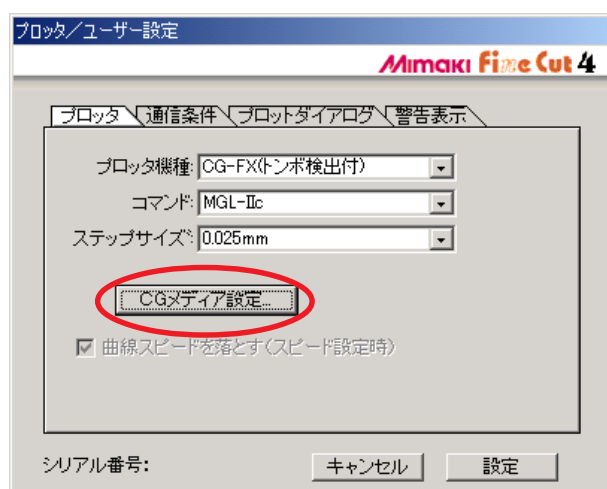 プロッタ／ユーザー設定
Mimaki Fine Cut 4
プロッタ 通信条件 プロットダイアログ 警告表示
プロッタ機種: CG-FX(トンボ検出付)
コマンド: MGL-Ⅱc
ステップサイズ: 0.025mm
CGメディア設定...
曲線スピードを落とす(スピード設定時)
シリアル番号: キャンセル 設定